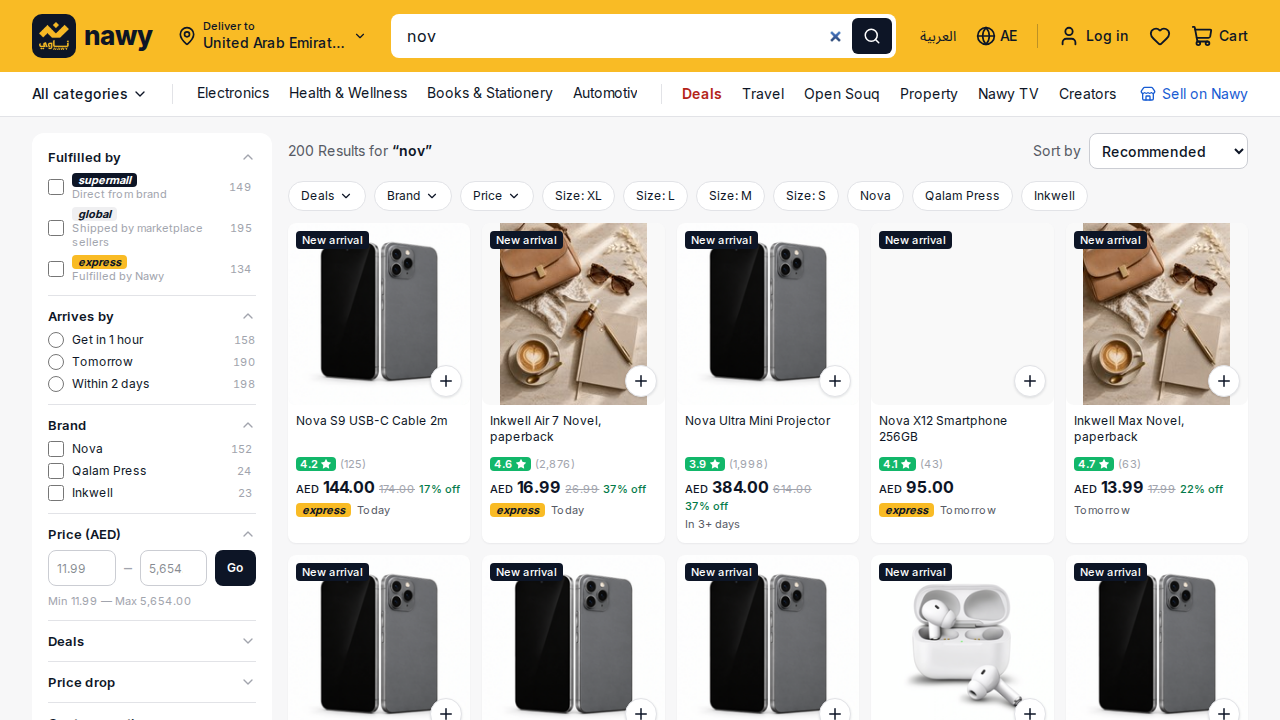 ناوي
NAWY
nawy
Deliver to
United Arab Emirat...
nov
العربية
AE
Log in
Cart
All categories
Electronics
Health & Wellness
Books & Stationery
Automotiv
Deals
Travel
Open Souq
Property
Nawy TV
Creators
Sell on Nawy
Fulfilled by
supermall
Direct from brand
149
global
Shipped by marketplace
sellers
195
express
Fulfilled by Nawy
134
Arrives by
Get in 1 hour 158
Tomorrow 190
Within 2 days 198
Brand
Nova 152
Qalam Press 24
Inkwell 23
Price (AED)
11.99 — 5,654 Go
Min 11.99 — Max 5,654.00
Deals
Price drop
200 Results for “nov”
Sort by Recommended
Deals Brand Price Size: XL Size: L Size: M Size: S Nova Qalam Press Inkwell
New arrival
Nova S9 USB-C Cable 2m
4.2 (125)
AED 144.00 174.00 17% off
express Today
New arrival
Inkwell Air 7 Novel,
paperback
4.6 (2,876)
AED 16.99 26.99 37% off
express Today
New arrival
Nova Ultra Mini Projector
3.9 (1,998)
AED 384.00 614.00
37% off
In 3+ days
New arrival
Nova X12 Smartphone
256GB
4.1 (43)
AED 95.00
express Tomorrow
New arrival
Inkwell Max Novel,
paperback
4.7 (63)
AED 13.99 17.99 22% off
Tomorrow
New arrival
New arrival
New arrival
New arrival
New arrival